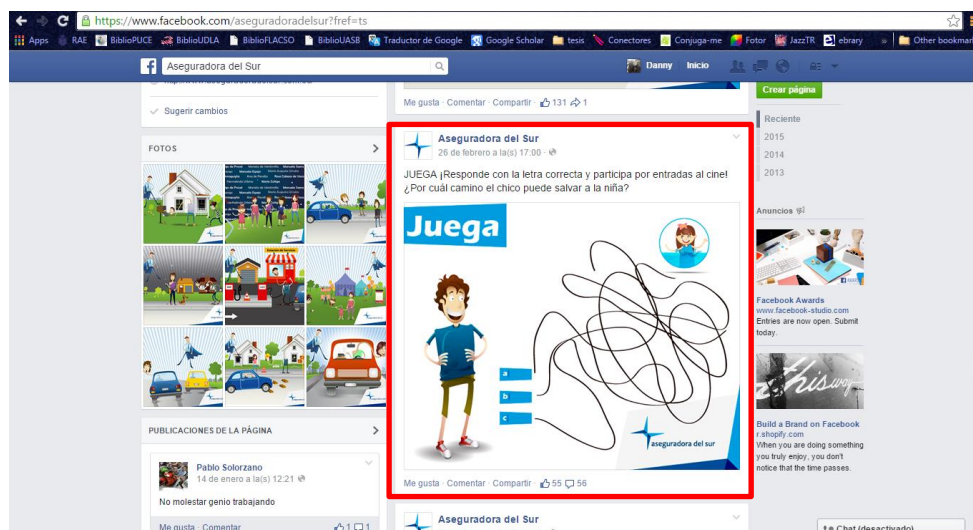 https://www.facebook.com/aseguradoradelsur?fref=ts
Apps RAE BiblioPUCE BiblioUDLA BiblioFLACSO BiblioUASB Traductor de Google Google Scholar tesis Conectores Conjuga-me Fotor JazzTR ebrary » Other bookmar
Aseguradora del Sur
Danny Inicio
Sugerir cambios
FOTOS
PUBLICACIONES DE LA PÁGINA
Pablo Solorzano
14 de enero a la(s) 12:21
No molestar genio trabajando
Me gusta · Comentar 1 1
Me gusta · Comentar · Compartir · 131 1
Aseguradora del Sur
26 de febrero a la(s) 17:00 ·
JUEGA ¡Responde con la letra correcta y participa por entradas al cine!
¿Por cuál camino el chico puede salvar a la niña?
Juega
a
b
c
aseguradora del sur
Me gusta · Comentar · Compartir · 55 56
Aseguradora del Sur
Crear página
Reciente
2015
2014
2013
Anuncios
Facebook Awards
www.facebook-studio.com
Entries are now open. Submit
today.
this way
Build a Brand on Facebook
r.shopify.com
When you are doing something
you truly enjoy, you don't
notice that the time passes.
Chat (desactivado)